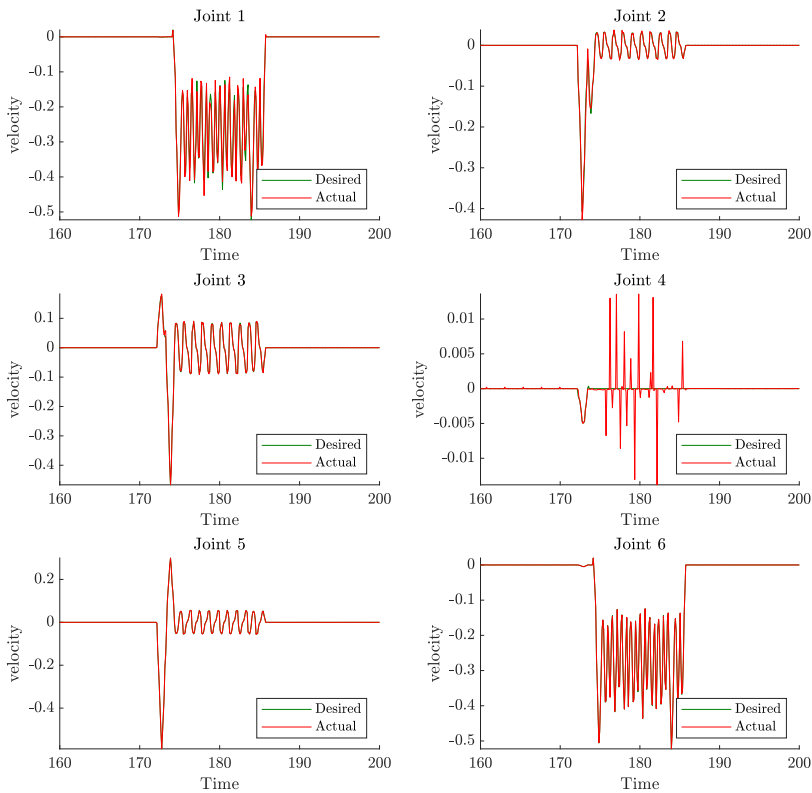 Joint 1
0
-0.1
-0.2
-0.3
-0.4
-0.5
velocity
160
170
180
190
200
Time
Desired
Actual
Joint 2
0
-0.1
-0.2
-0.3
-0.4
velocity
160
170
180
190
200
Time
Desired
Actual
Joint 3
0.1
0
-0.1
-0.2
-0.3
-0.4
velocity
160
170
180
190
200
Time
Desired
Actual
Joint 4
0.01
0.005
0
-0.005
-0.01
velocity
160
170
180
190
200
Time
Desired
Actual
Joint 5
0.2
0
-0.2
-0.4
velocity
160
170
180
190
200
Time
Desired
Actual
Joint 6
0
-0.1
-0.2
-0.3
-0.4
-0.5
velocity
160
170
180
190
200
Time
Desired
Actual